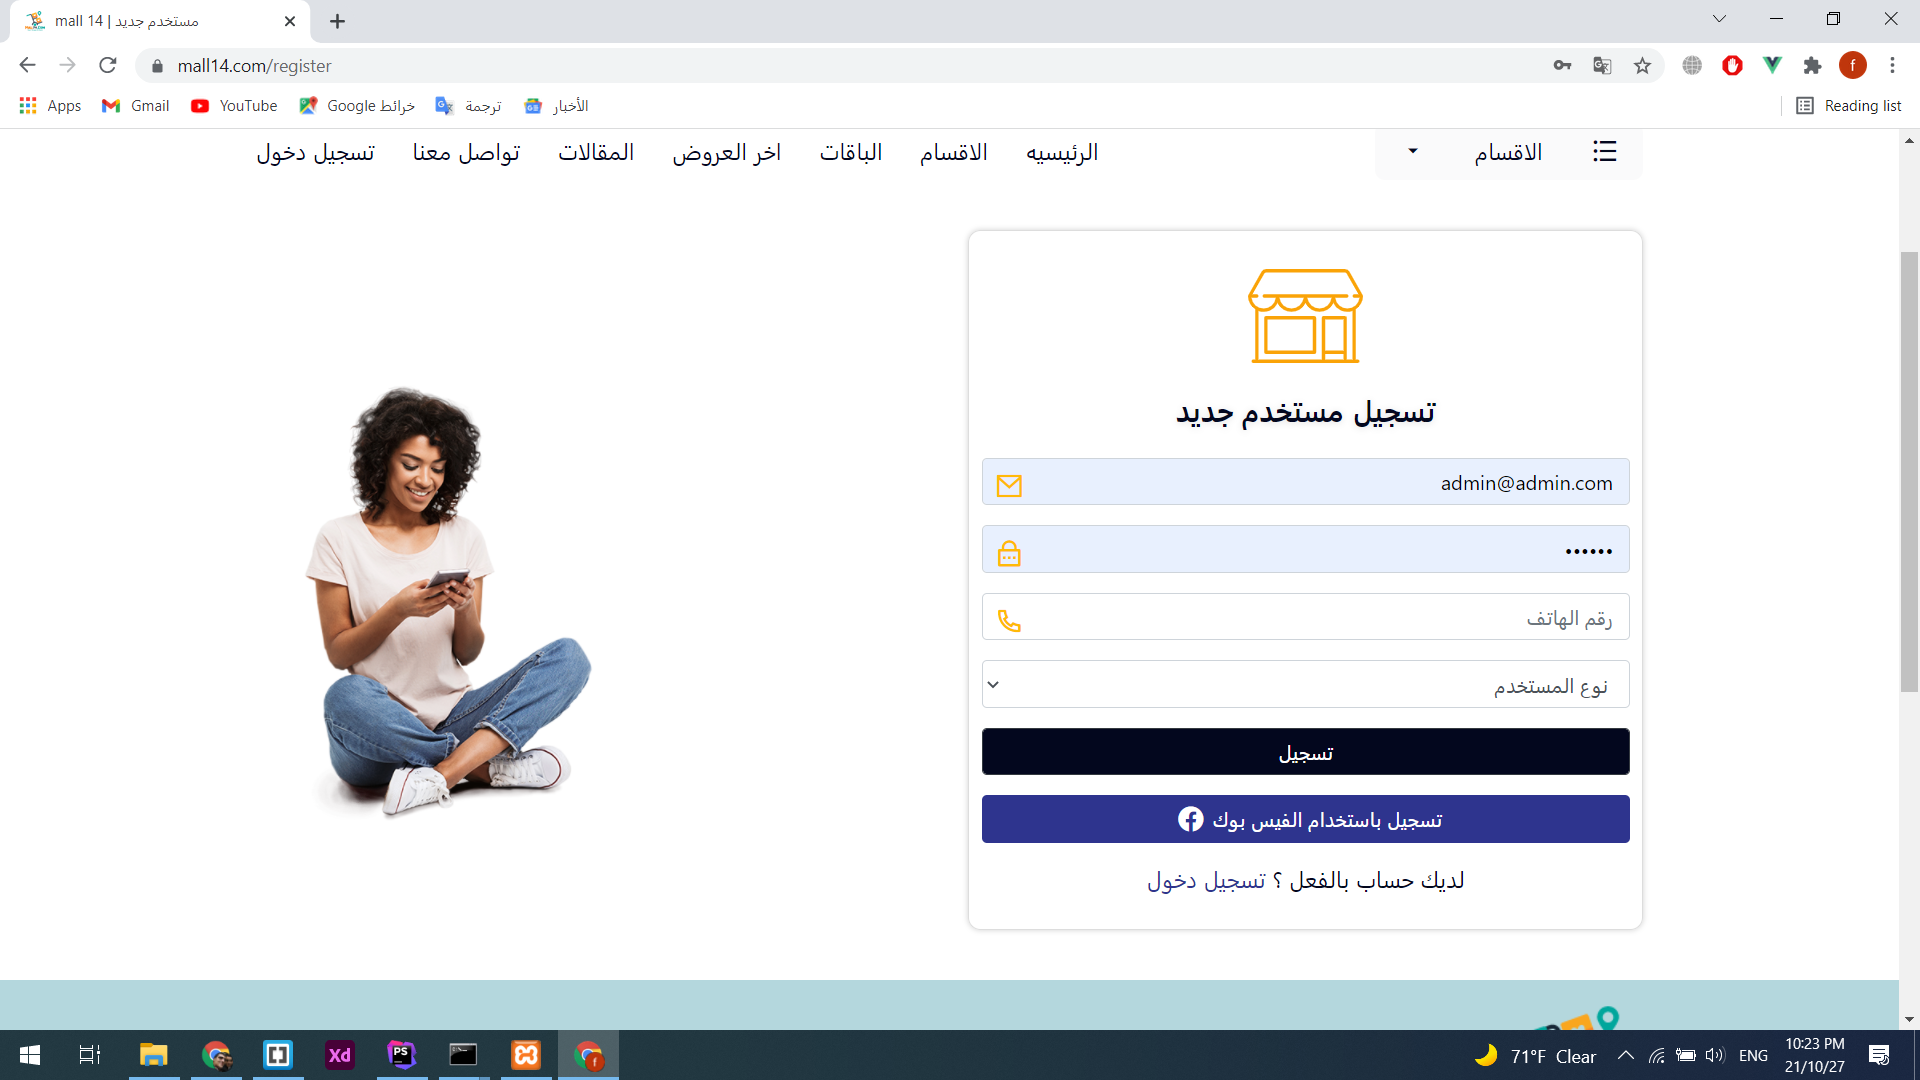 mall 14 | مستخدم جديد
mall14.com/register
f
Apps
Gmail
YouTube
Google خرائط
ترجمة
الأخبار
Reading list
الاقسام
الرئيسيه
الاقسام
الباقات
اخر العروض
المقالات
تواصل معنا
تسجيل دخول
تسجيل مستخدم جديد
admin@admin.com
••••••
رقم الهاتف
نوع المستخدم
تسجيل
تسجيل باستخدام الفيس بوك
لديك حساب بالفعل ؟ تسجيل دخول
Xd
PS
f
71°F Clear
ENG
10:23 PM
21/10/27